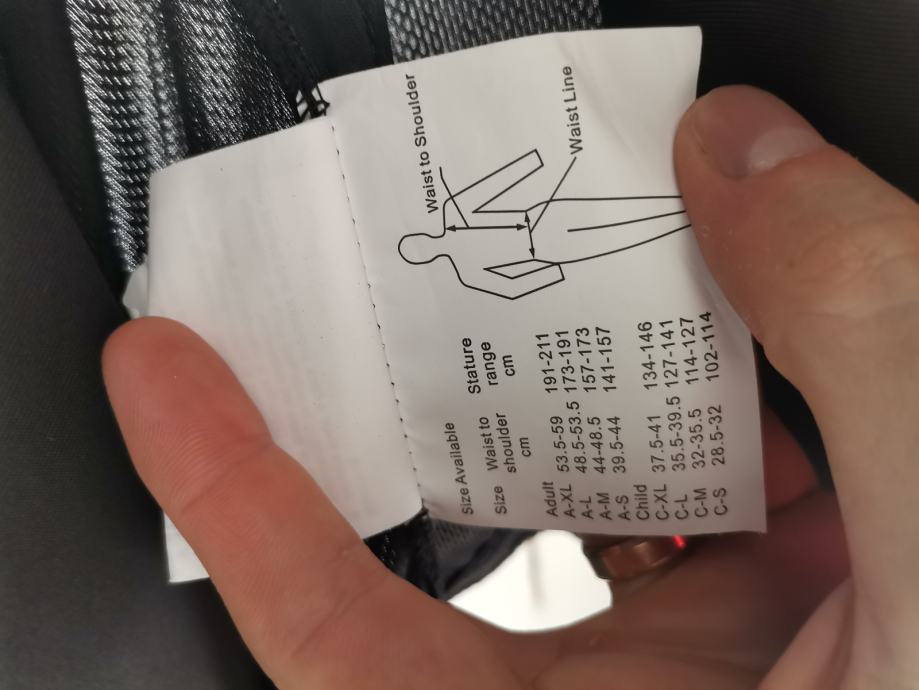 Waist to Shoulder
Waist Line
Size Available
Size Waist to shoulder cm Stature range cm
Adult
A-XL 53.5-59 191-211
A-L 48.5-53.5 173-191
A-M 44-48.5 157-173
A-S 39.5-44 141-157
Child
C-XL 37.5-41 134-146
C-L 35.5-39.5 127-141
C-M 32-35.5 114-127
C-S 28.5-32 102-114